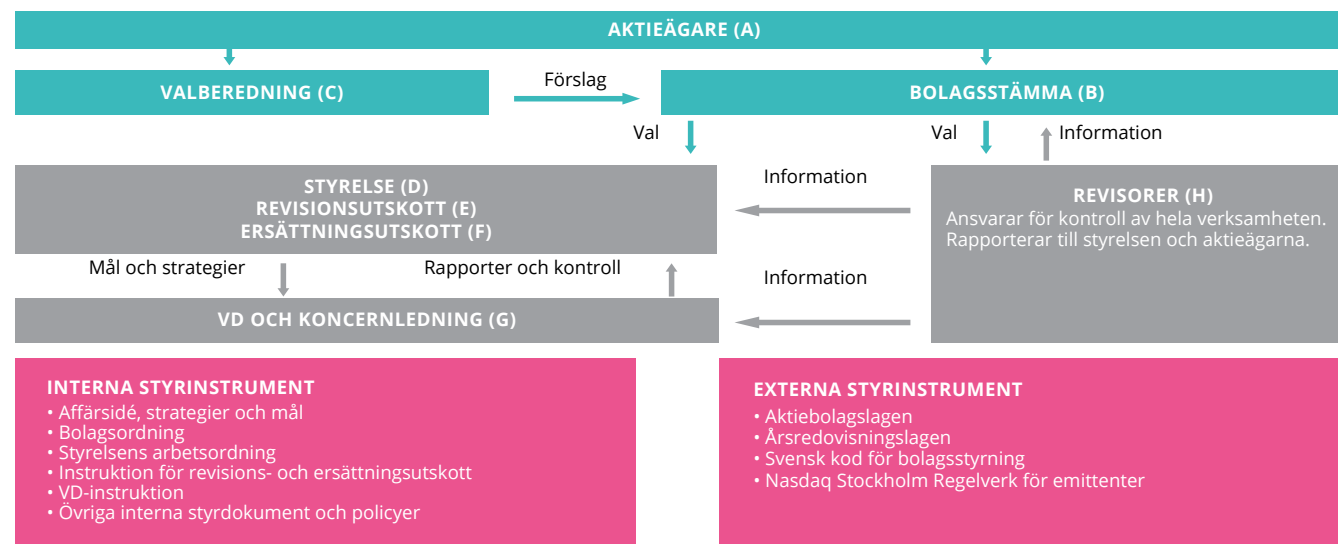 AKTIEÄGARE (A)
VALBEREDNING (C)
Förslag
BOLAGSSTÄMMA (B)
Val
Val
Information
STYRELSE (D)
REVISIONSUTSKOTT (E)
ERSÄTTNINGSUTSKOTT (F)
Information
REVISORER (H)
Ansvarar för kontroll av hela verksamheten.
Rapporterar till styrelsen och aktieägarna.
Mål och strategier
Rapporter och kontroll
Information
VD OCH KONCERNLEDNING (G)
INTERNA STYRINSTRUMENT
• Affärsidé, strategier och mål
• Bolagsordning
• Styrelsens arbetsordning
• Instruktion för revisions- och ersättningsutskott
• VD-instruktion
• Övriga interna styrdokument och policyer
EXTERNA STYRINSTRUMENT
• Aktiebolagslagen
• Årsredovisningslagen
• Svensk kod för bolagsstyrning
• Nasdaq Stockholm Regelverk för emittenter